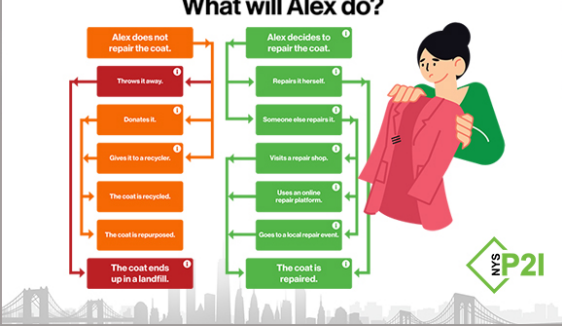 What will Alex do?
Alex does not
repair the coat.
Throws it away.
Donates it.
Gives it to a recycler.
The coat is recycled.
The coat is repurposed.
The coat ends
up in a landfill.
Alex decides to
repair the coat.
Repairs it herself.
Someone else repairs it.
Visits a repair shop.
Uses an online
repair platform.
Goes to a local repair event.
The coat is
repaired.
NYS
P2I